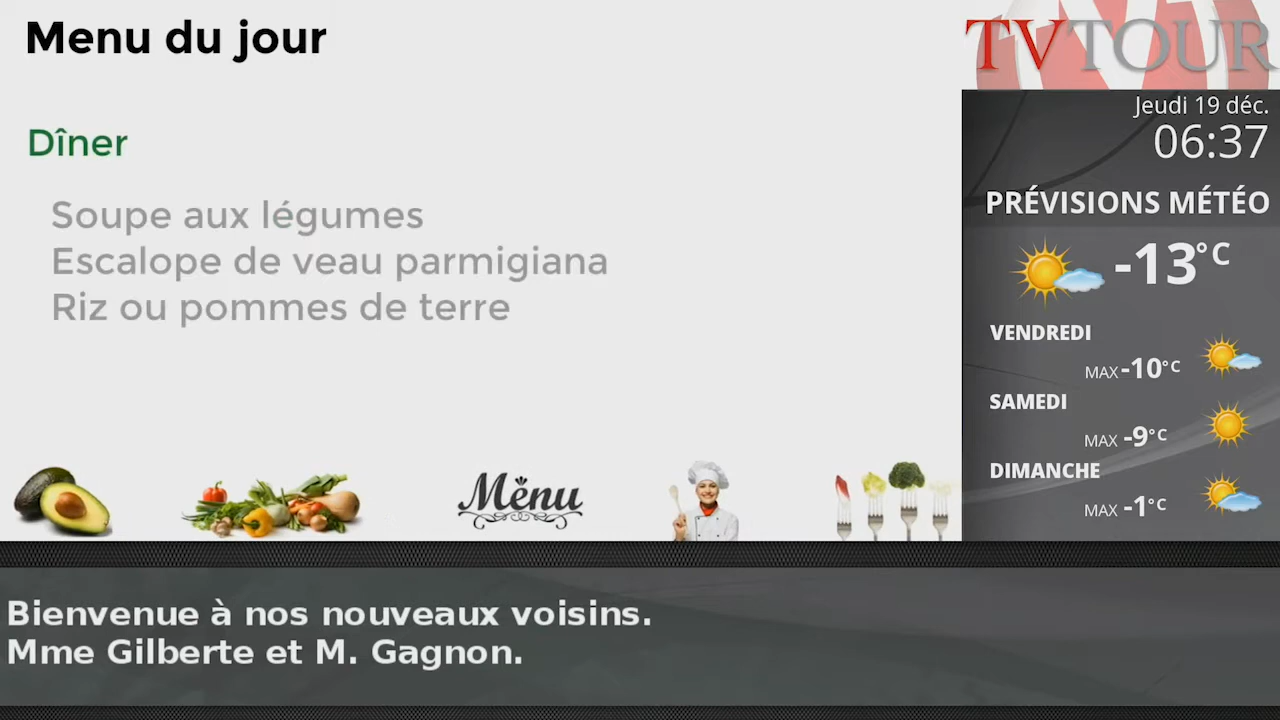 Menu du jour
Dîner
Soupe aux légumes
Escalope de veau parmigiana
Riz ou pommes de terre
Menu
TVTOUR
Jeudi 19 déc.
06:37
PRÉVISIONS MÉTÉO
-13°C
VENDREDI
MAX -10°C
SAMEDI
MAX -9°C
DIMANCHE
MAX -1°C
Bienvenue à nos nouveaux voisins.
Mme Gilberte et M. Gagnon.